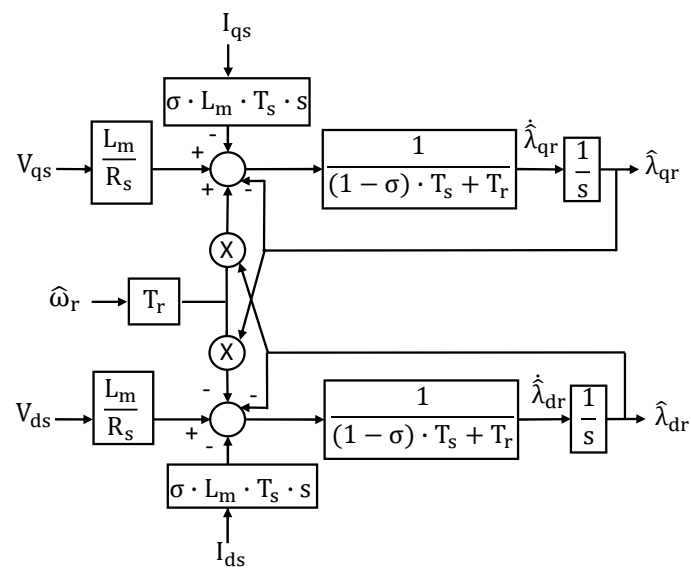 I_qs
σ · L_m · T_s · s
-
V_qs
L_m
R_s
+
+
-
1
(1 − σ) · T_s + T_r
λ̂̇_qr
1
s
λ̂_qr
X
ω̂_r
T_r
X
-
-
V_ds
L_m
R_s
+
-
1
(1 − σ) · T_s + T_r
λ̂̇_dr
1
s
λ̂_dr
σ · L_m · T_s · s
I_ds